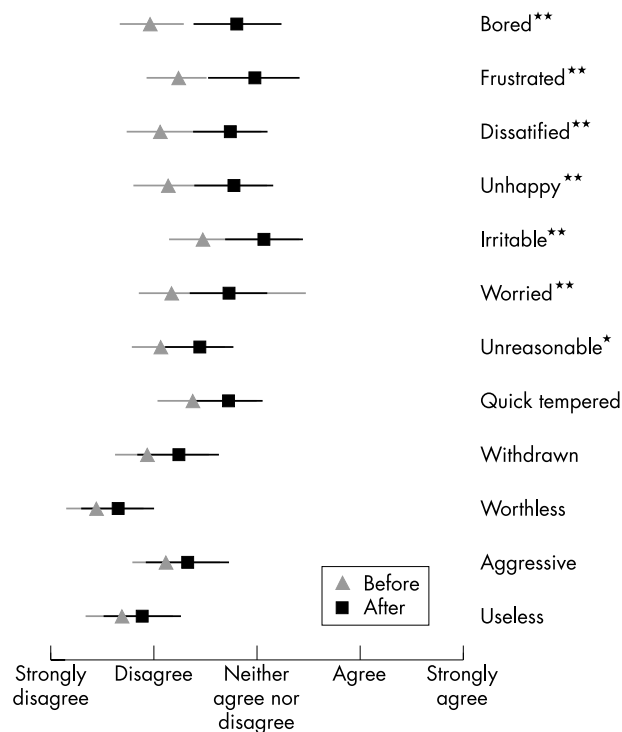 Bored★★
Frustrated★★
Dissatified★★
Unhappy★★
Irritable★★
Worried★★
Unreasonable★
Quick tempered
Withdrawn
Worthless
Aggressive
Useless
Before
After
Strongly disagree
Disagree
Neither agree nor disagree
Agree
Strongly agree